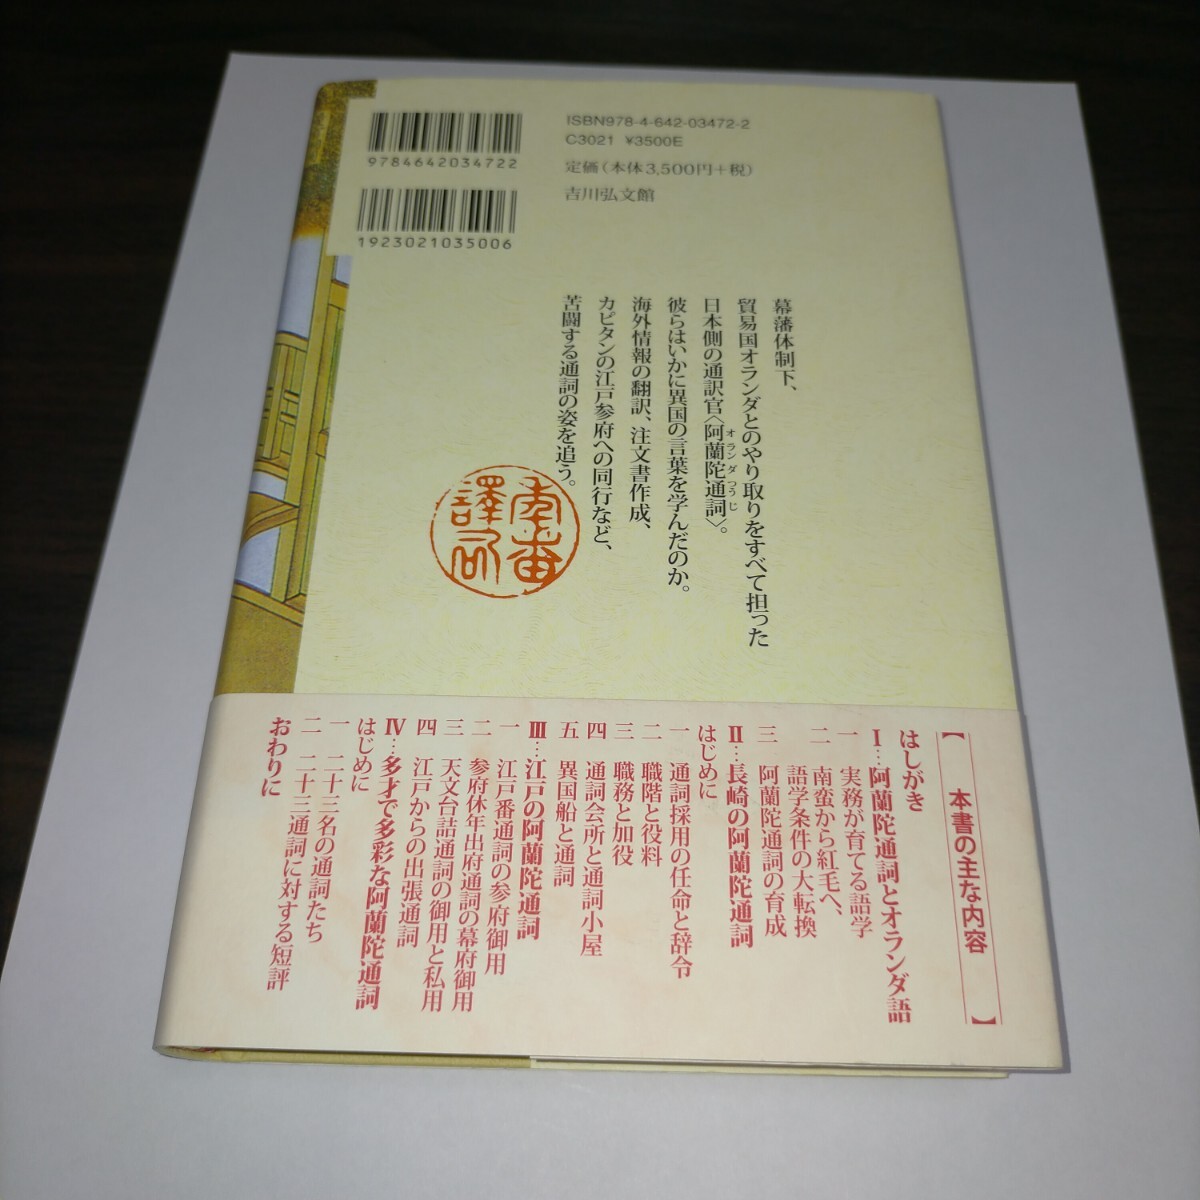 ISBN978-4-642-03472-2
C3021 ¥3500E
定価(本体3,500円+税)
吉川弘文館
9784642034722
1923021035006
幕藩体制下、
貿易国オランダとのやり取りをすべて担った
日本側の通訳官〈阿蘭陀通詞〉。
オランダつうじ
彼らはいかに異国の言葉を学んだのか。
海外情報の翻訳、注文書作成、
カピタンの江戸参府への同行など、
苦闘する通詞の姿を追う。
【本書の主な内容】
はしがき
Ⅰ…阿蘭陀通詞とオランダ語
一 実務が育てる語学
二 南蛮から紅毛へ、
語学条件の大転換
三 阿蘭陀通詞の育成
Ⅱ…長崎の阿蘭陀通詞
はじめに
一 通詞採用の任命と辞令
二 職階と役料
三 職務と加役
四 通詞会所と通詞小屋
五 異国船と通詞
Ⅲ…江戸の阿蘭陀通詞
一 江戸番通詞の参府御用
二 参府休年出府通詞の幕府御用
三 天文台詰通詞の御用と私用
四 江戸からの出張通詞
Ⅳ…多才で多彩な阿蘭陀通詞
はじめに
一 二十三名の通詞たち
二 二十三通詞に対する短評
おわりに